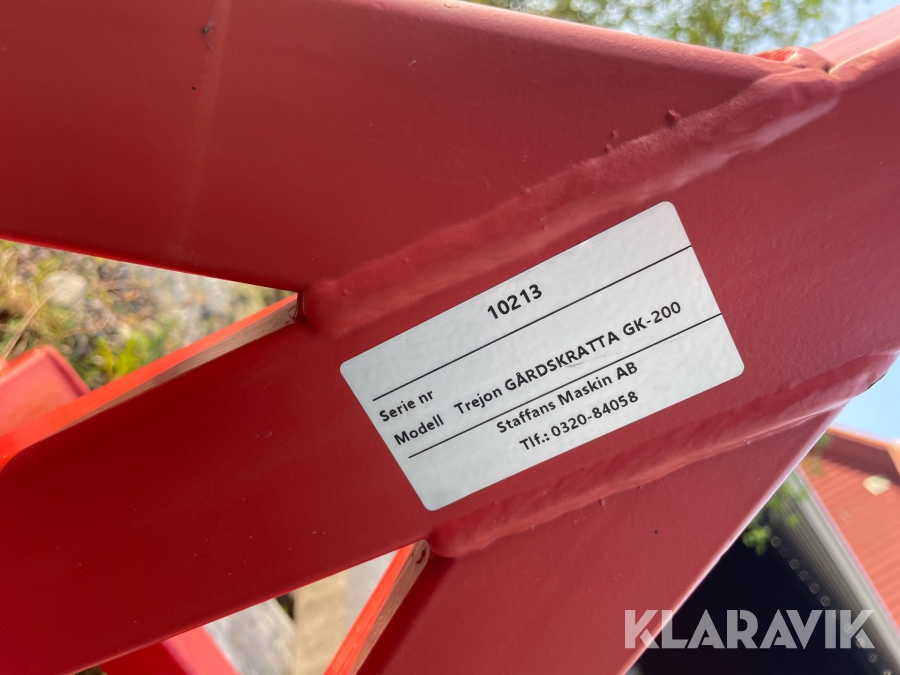 10213
Serie nr
Modell Trejon GÅRDSKRATTA GK-200
Staffans Maskin AB
Tlf.: 0320-84058
KLARAVIK